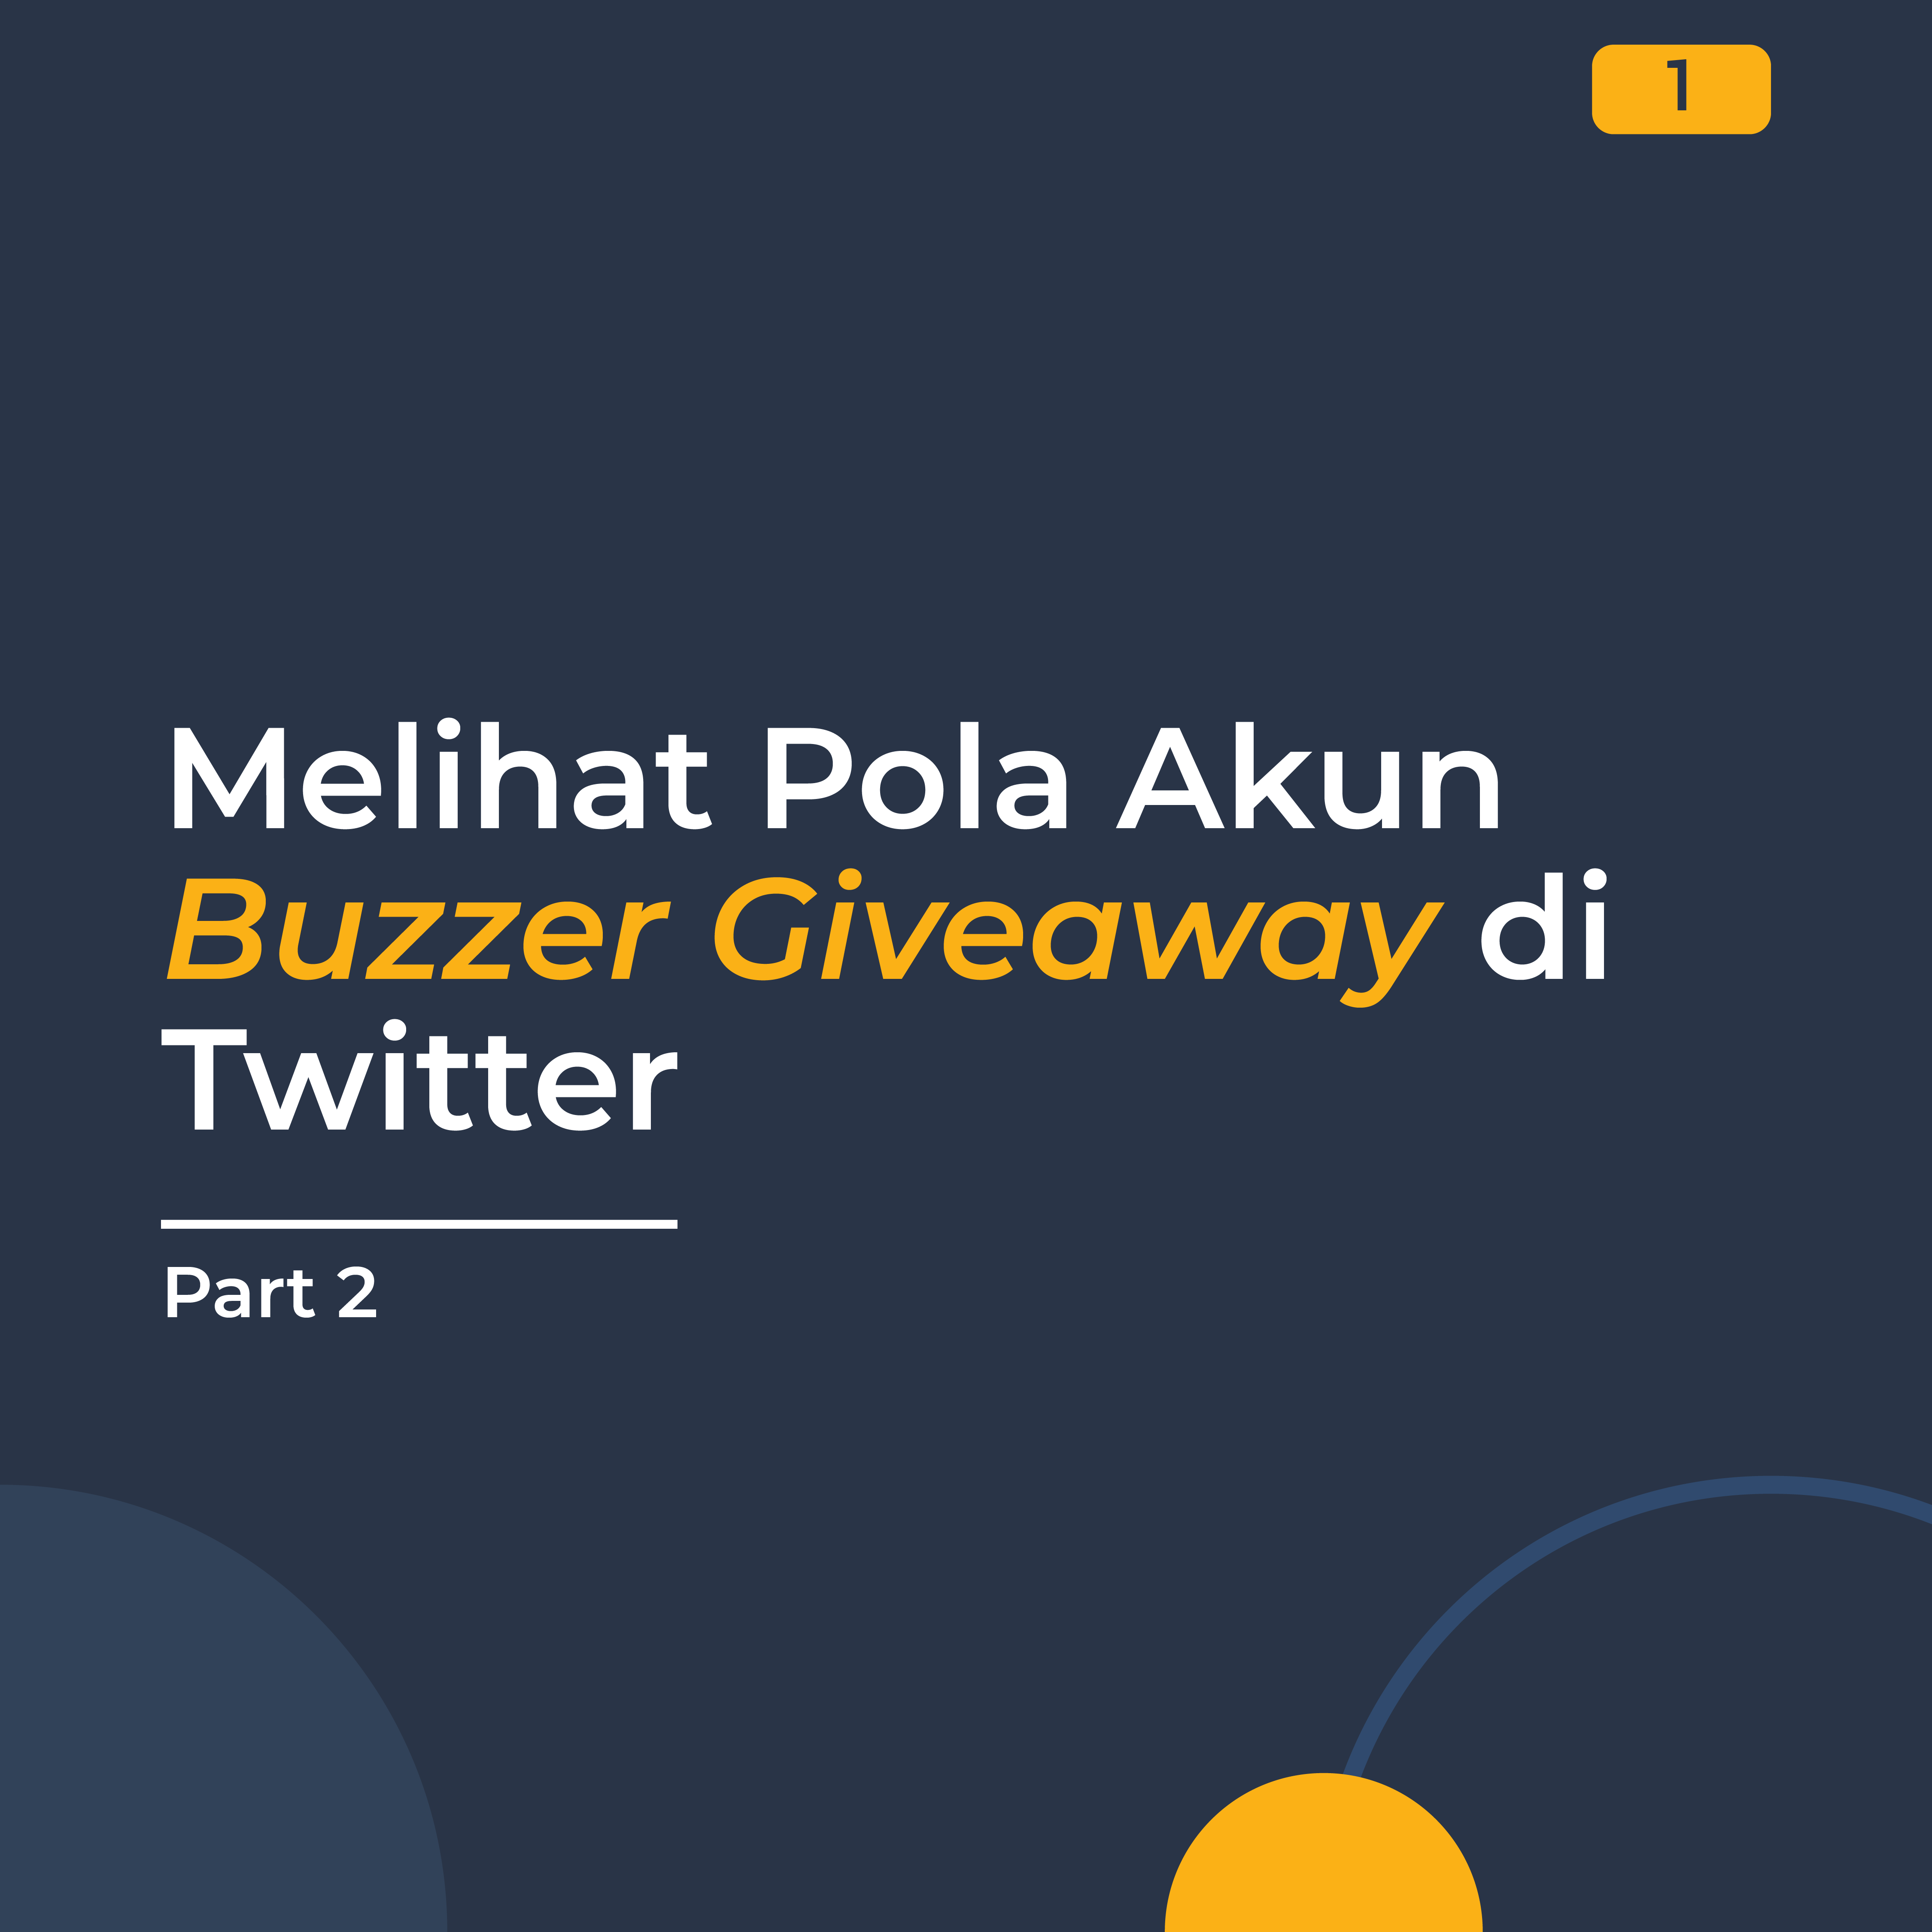 1
Melihat Pola Akun
Buzzer Giveaway di
Twitter
Part 2